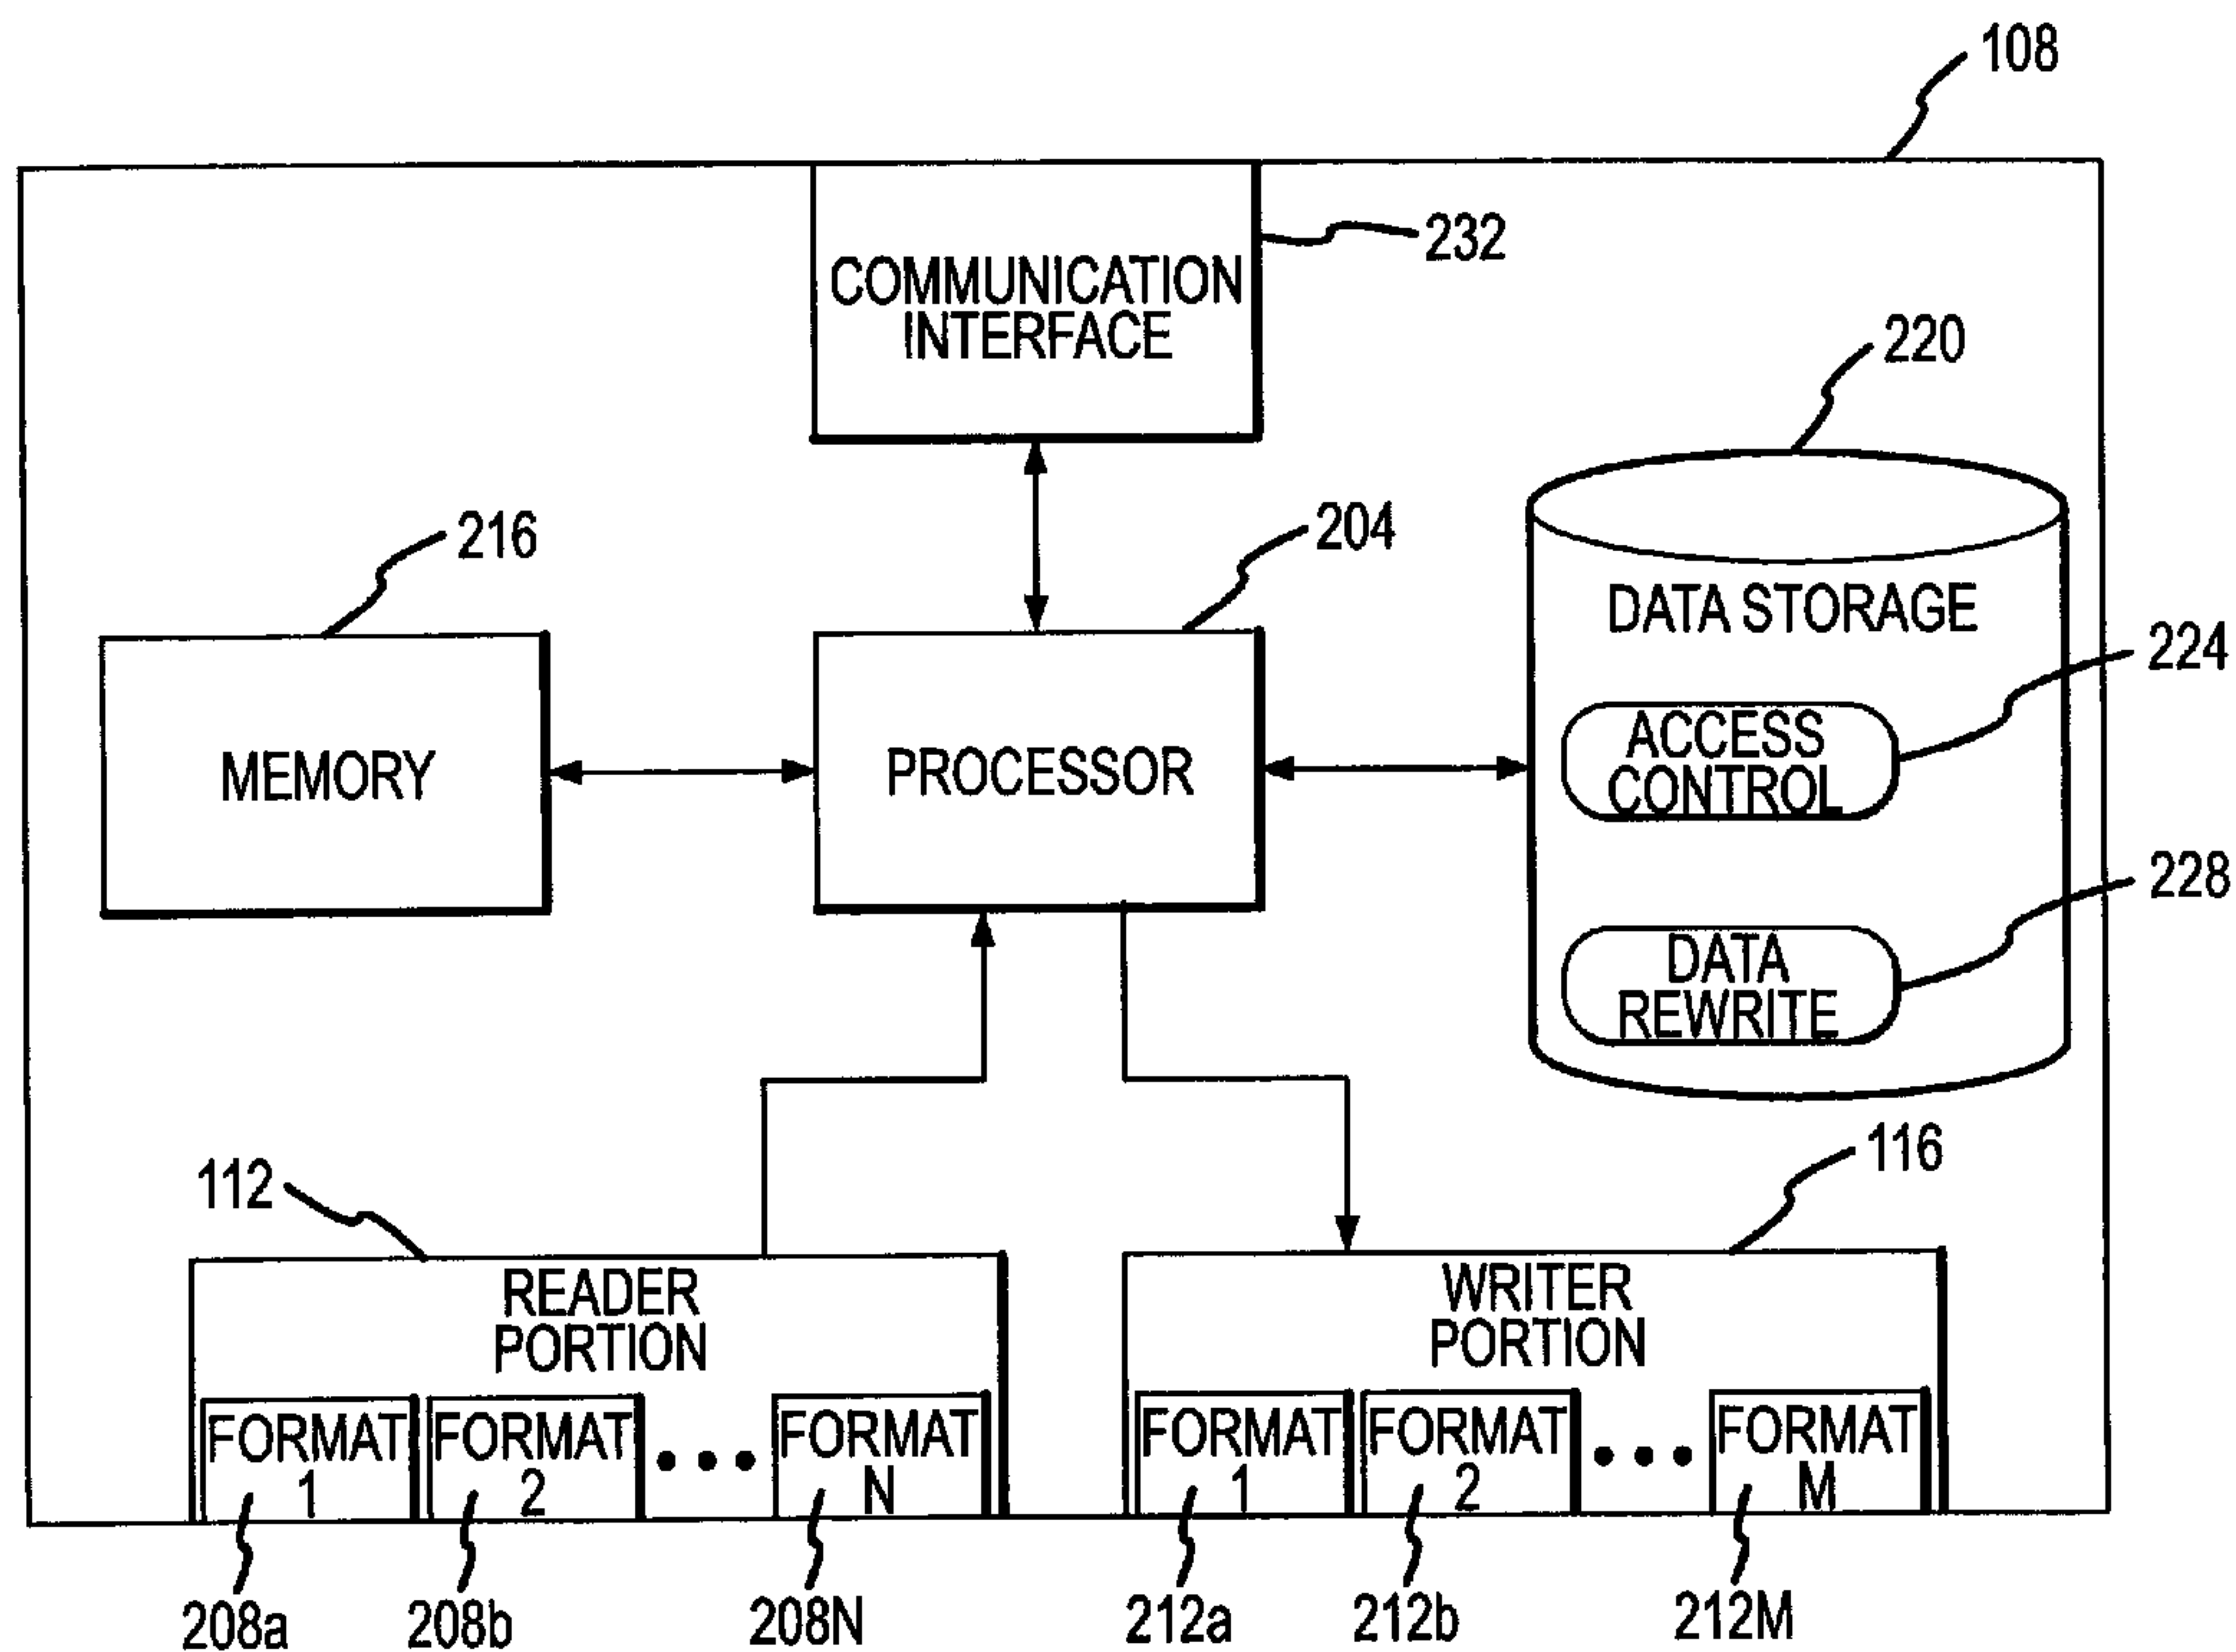 108
232
COMMUNICATION
INTERFACE
220
216
204
DATA STORAGE
224
MEMORY
PROCESSOR
ACCESS
CONTROL
228
DATA
REWRITE
112
116
READER
PORTION
WRITER
PORTION
FORMAT
1
FORMAT
2
FORMAT
N
FORMAT
1
FORMAT
2
FORMAT
M
208a
208b
208N
212a
212b
212M